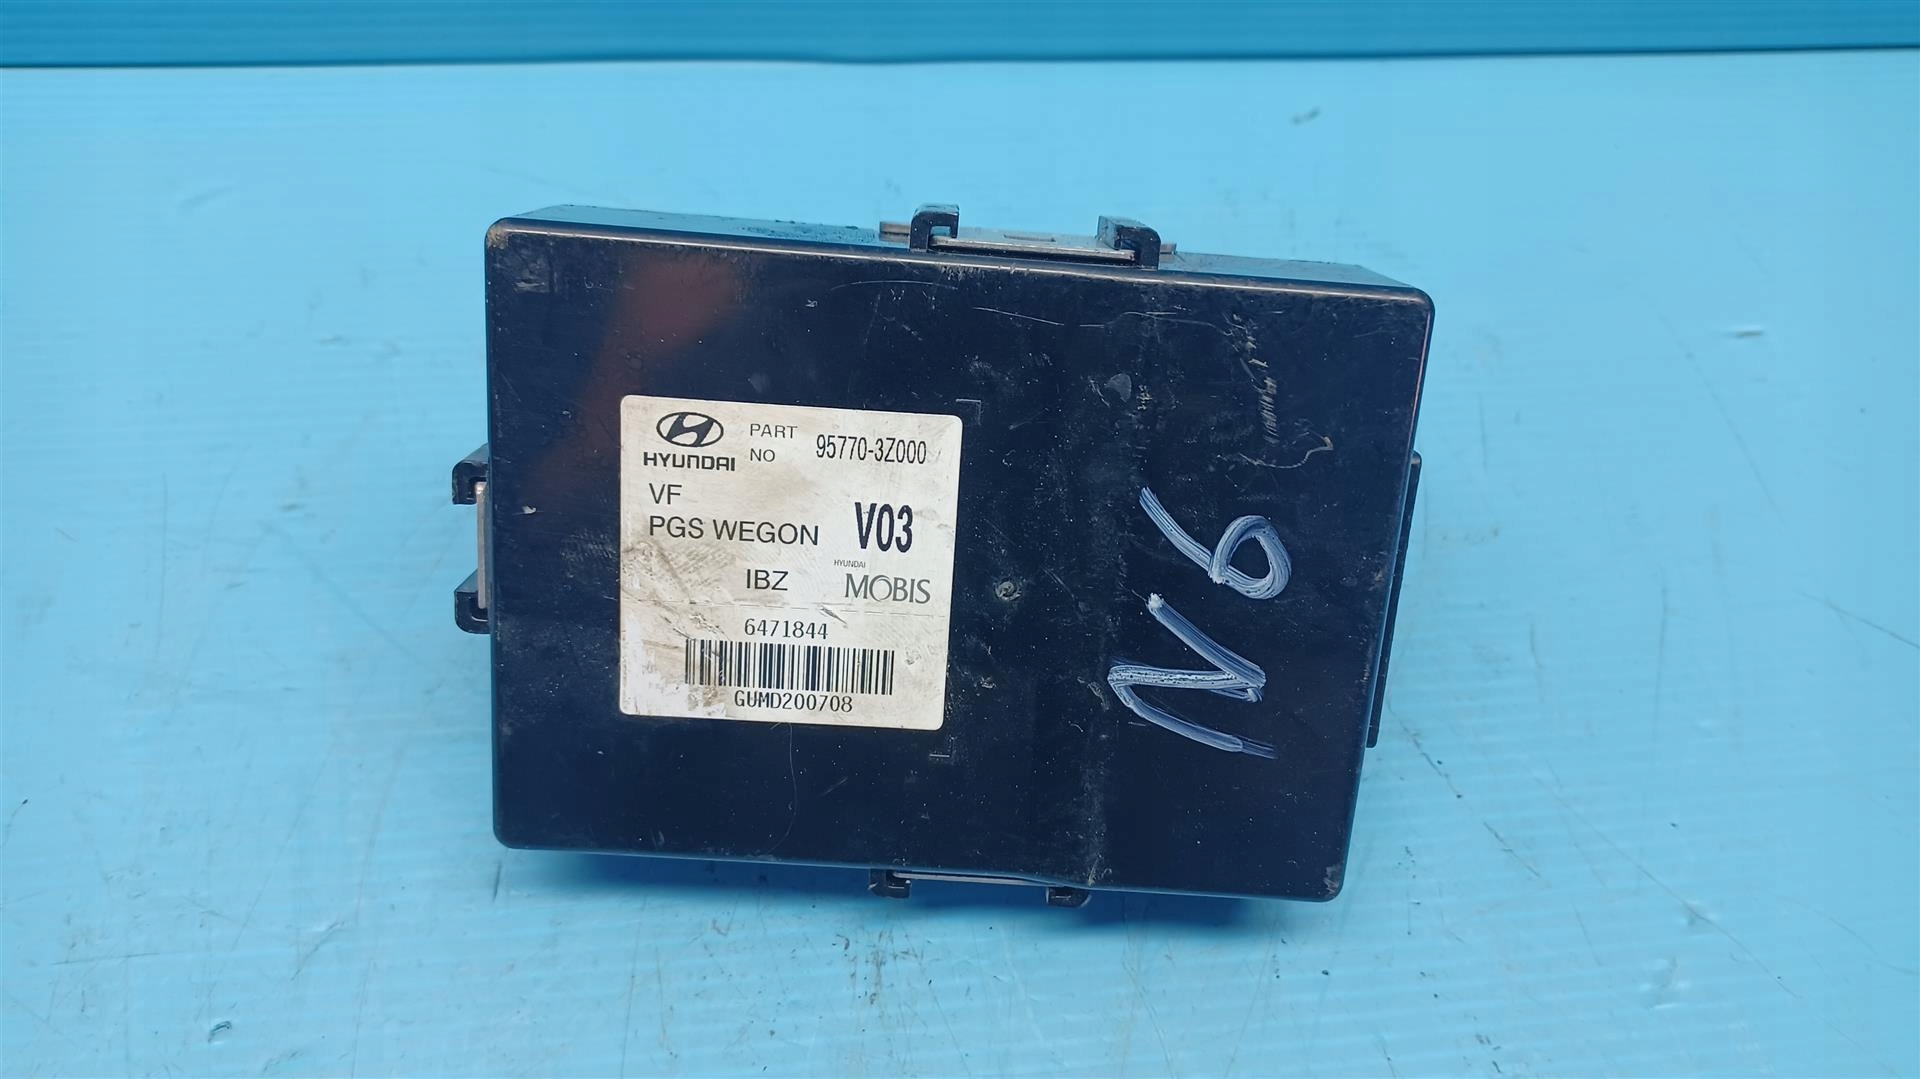 HYUNDAI
PART NO 95770-3Z000
VF
PGS WEGON V03
IBZ HYUNDAI MOBIS
6471844
GUMD200708
N6